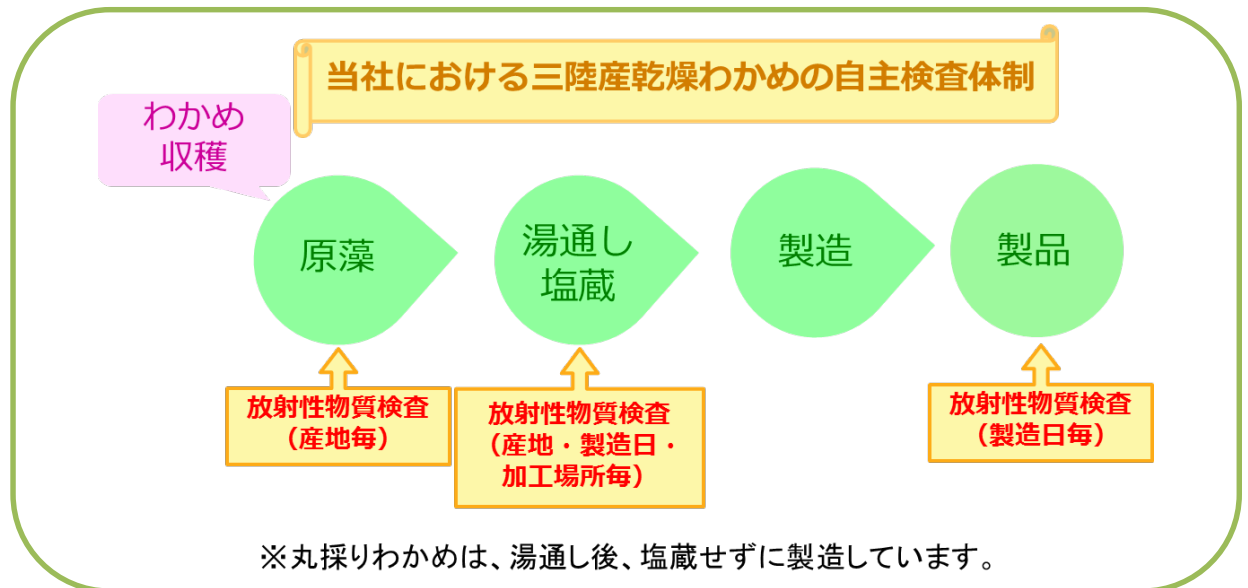 当社における三陸産乾燥わかめの自主検査体制
わかめ
収穫
原藻
湯通し
塩蔵
製造
製品
放射性物質検査
（産地毎）
放射性物質検査
（産地・製造日・
加工場所毎）
放射性物質検査
（製造日毎）
※丸採りわかめは、湯通し後、塩蔵せずに製造しています。